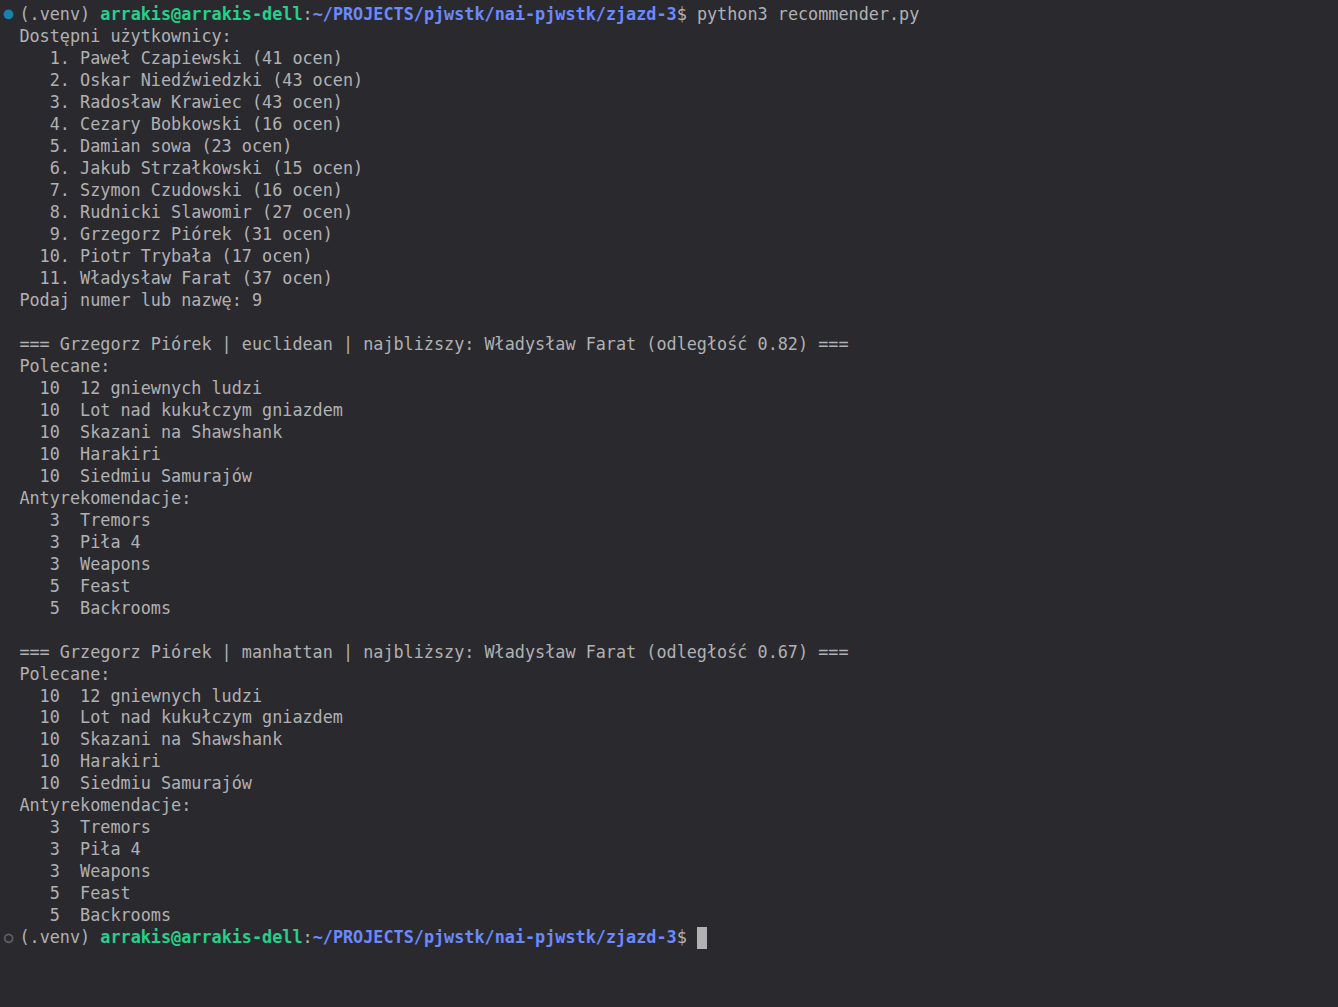 (.venv) arrakis@arrakis-dell:~/PROJECTS/pjwstk/nai-pjwstk/zjazd-3$ python3 recommender.py
Dostępni użytkownicy:
   1. Paweł Czapiewski (41 ocen)
   2. Oskar Niedźwiedzki (43 ocen)
   3. Radosław Krawiec (43 ocen)
   4. Cezary Bobkowski (16 ocen)
   5. Damian sowa (23 ocen)
   6. Jakub Strzałkowski (15 ocen)
   7. Szymon Czudowski (16 ocen)
   8. Rudnicki Slawomir (27 ocen)
   9. Grzegorz Piórek (31 ocen)
  10. Piotr Trybała (17 ocen)
  11. Władysław Farat (37 ocen)
Podaj numer lub nazwę: 9

=== Grzegorz Piórek | euclidean | najbliższy: Władysław Farat (odległość 0.82) ===
Polecane:
  10  12 gniewnych ludzi
  10  Lot nad kukułczym gniazdem
  10  Skazani na Shawshank
  10  Harakiri
  10  Siedmiu Samurajów
Antyrekomendacje:
   3  Tremors
   3  Piła 4
   3  Weapons
   5  Feast
   5  Backrooms

=== Grzegorz Piórek | manhattan | najbliższy: Władysław Farat (odległość 0.67) ===
Polecane:
  10  12 gniewnych ludzi
  10  Lot nad kukułczym gniazdem
  10  Skazani na Shawshank
  10  Harakiri
  10  Siedmiu Samurajów
Antyrekomendacje:
   3  Tremors
   3  Piła 4
   3  Weapons
   5  Feast
   5  Backrooms
(.venv) arrakis@arrakis-dell:~/PROJECTS/pjwstk/nai-pjwstk/zjazd-3$